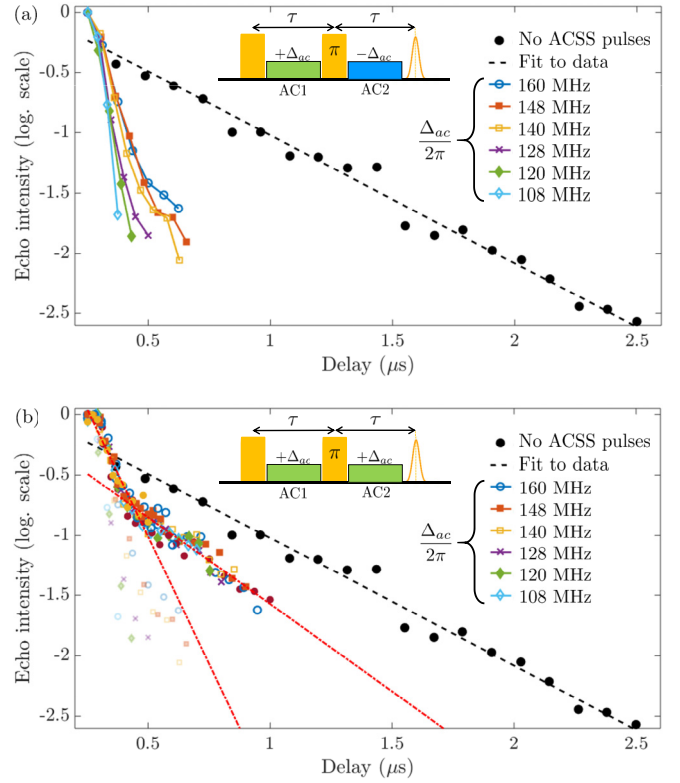 (a)
0
-0.5
-1
-1.5
-2
-2.5
Echo intensity (log. scale)
τ τ
+Δac π −Δac
AC1 AC2
No ACSS pulses
Fit to data
Δac/2π
160 MHz
148 MHz
140 MHz
128 MHz
120 MHz
108 MHz
0.5 1 1.5 2 2.5
Delay (μs)
(b)
0
-0.5
-1
-1.5
-2
-2.5
Echo intensity (log. scale)
τ τ
+Δac π +Δac
AC1 AC2
No ACSS pulses
Fit to data
Δac/2π
160 MHz
148 MHz
140 MHz
128 MHz
120 MHz
108 MHz
0.5 1 1.5 2 2.5
Delay (μs)